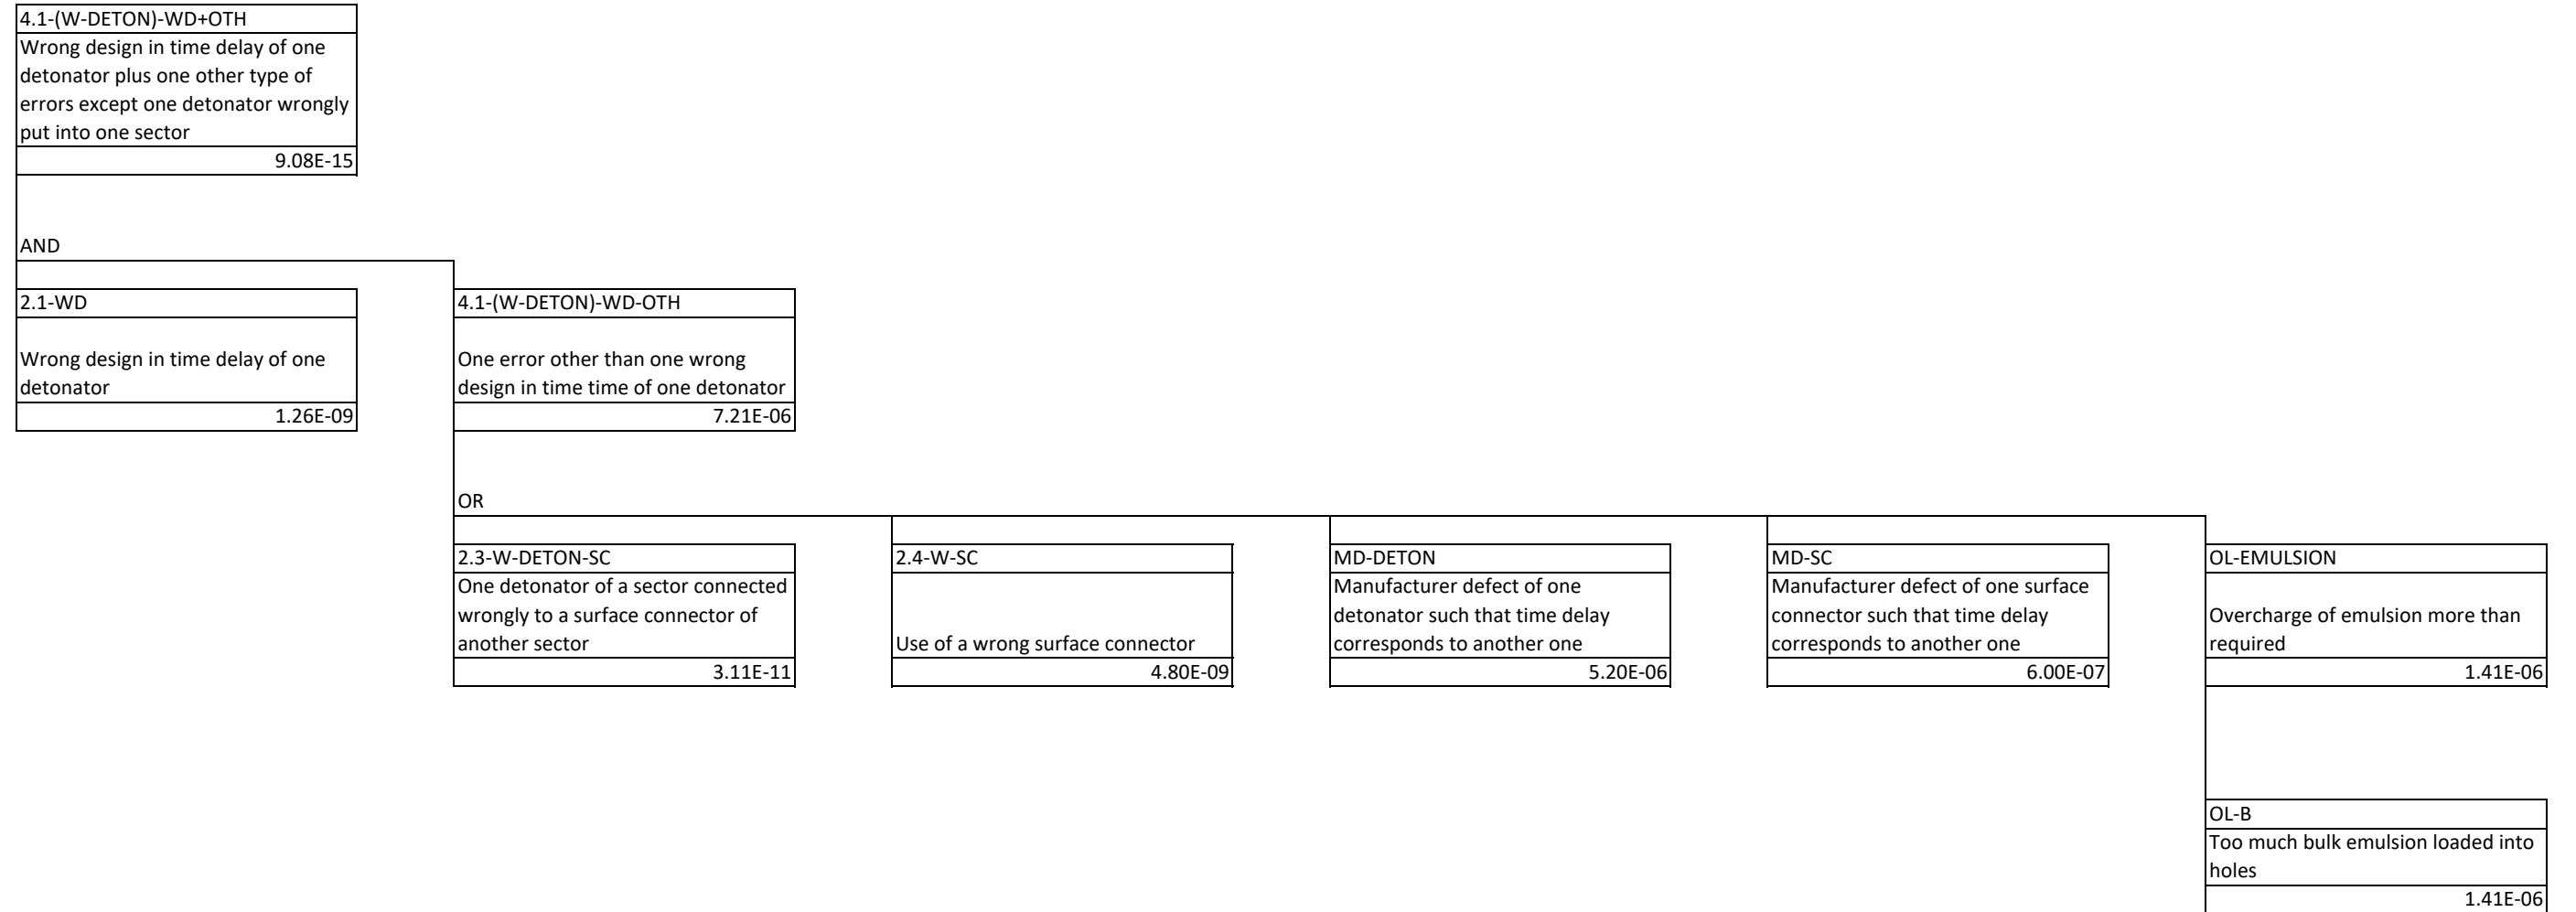 4.1-(W-DETON)-WD+OTH
Wrong design in time delay of one
detonator plus one other type of
errors except one detonator wrongly
put into one sector
9.08E-15
AND
2.1-WD
Wrong design in time delay of one
detonator
1.26E-09
4.1-(W-DETON)-WD-OTH
One error other than one wrong
design in time time of one detonator
7.21E-06
OR
2.3-W-DETON-SC
One detonator of a sector connected
wrongly to a surface connector of
another sector
3.11E-11
2.4-W-SC
Use of a wrong surface connector
4.80E-09
MD-DETON
Manufacturer defect of one
detonator such that time delay
corresponds to another one
5.20E-06
MD-SC
Manufacturer defect of one surface
connector such that time delay
corresponds to another one
6.00E-07
OL-EMULSION
Overcharge of emulsion more than
required
1.41E-06
OL-B
Too much bulk emulsion loaded into
holes
1.41E-06